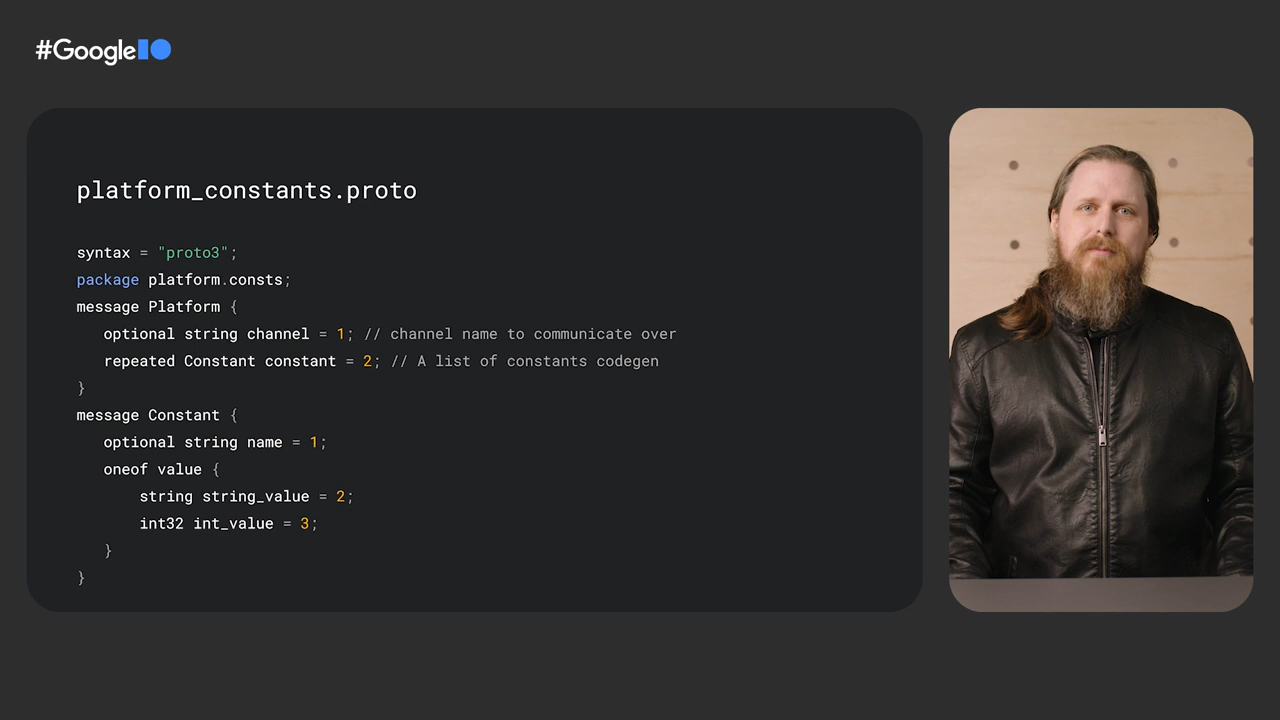 #GoogleIO
platform_constants.proto
syntax = "proto3";
package platform.consts;
message Platform {
optional string channel = 1; // channel name to communicate over
repeated Constant constant = 2; // A list of constants codegen
}
message Constant {
optional string name = 1;
oneof value {
string string_value = 2;
int32 int_value = 3;
}
}